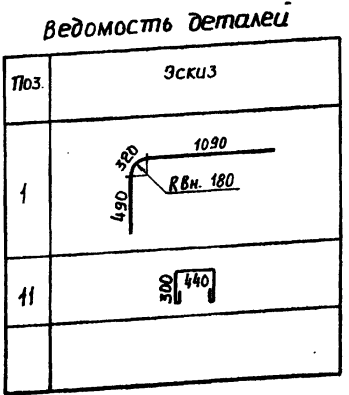 Ведомость деталей
Поз. Эскиз
1 490 320 1090 Rвн. 180
11 300 440